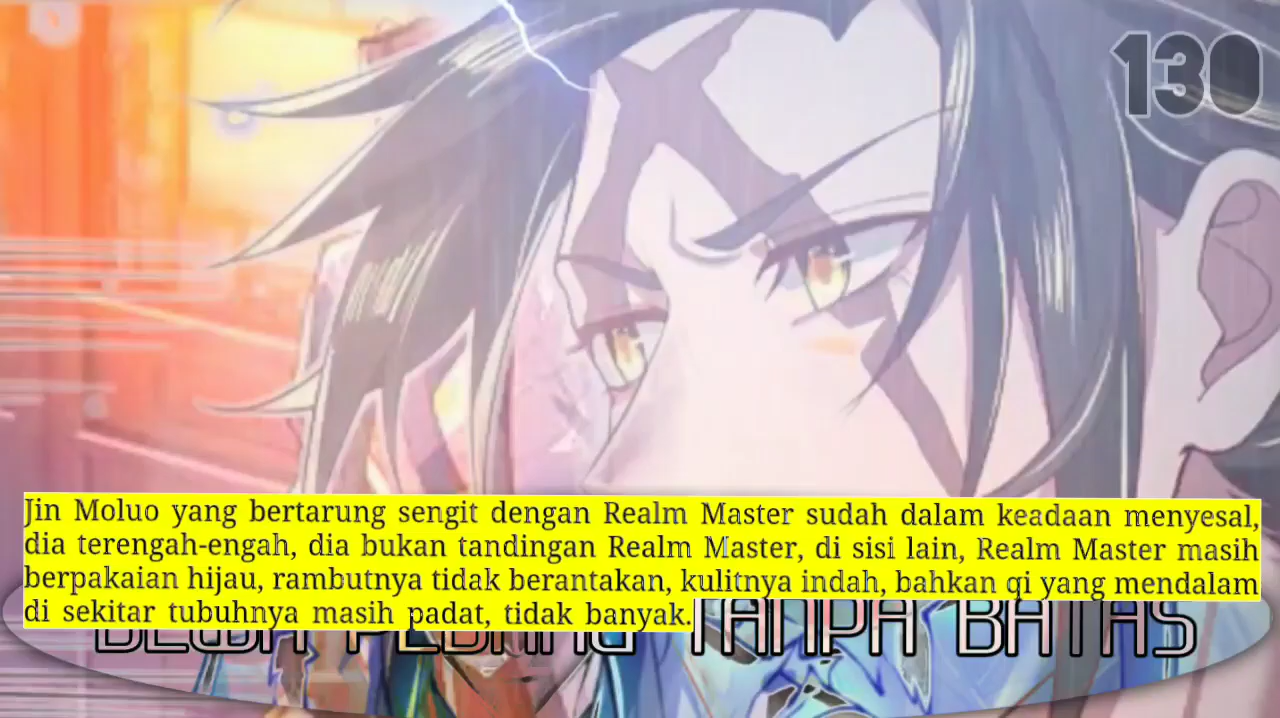 130
Jin Moluo yang bertarung sengit dengan Realm Master sudah dalam keadaan menyesal,
dia terengah-engah, dia bukan tandingan Realm Master, di sisi lain, Realm Master masih
berpakaian hijau, rambutnya tidak berantakan, kulitnya indah, bahkan qi yang mendalam
di sekitar tubuhnya masih padat, tidak banyak.
DEWA PEDANG TANPA BATAS